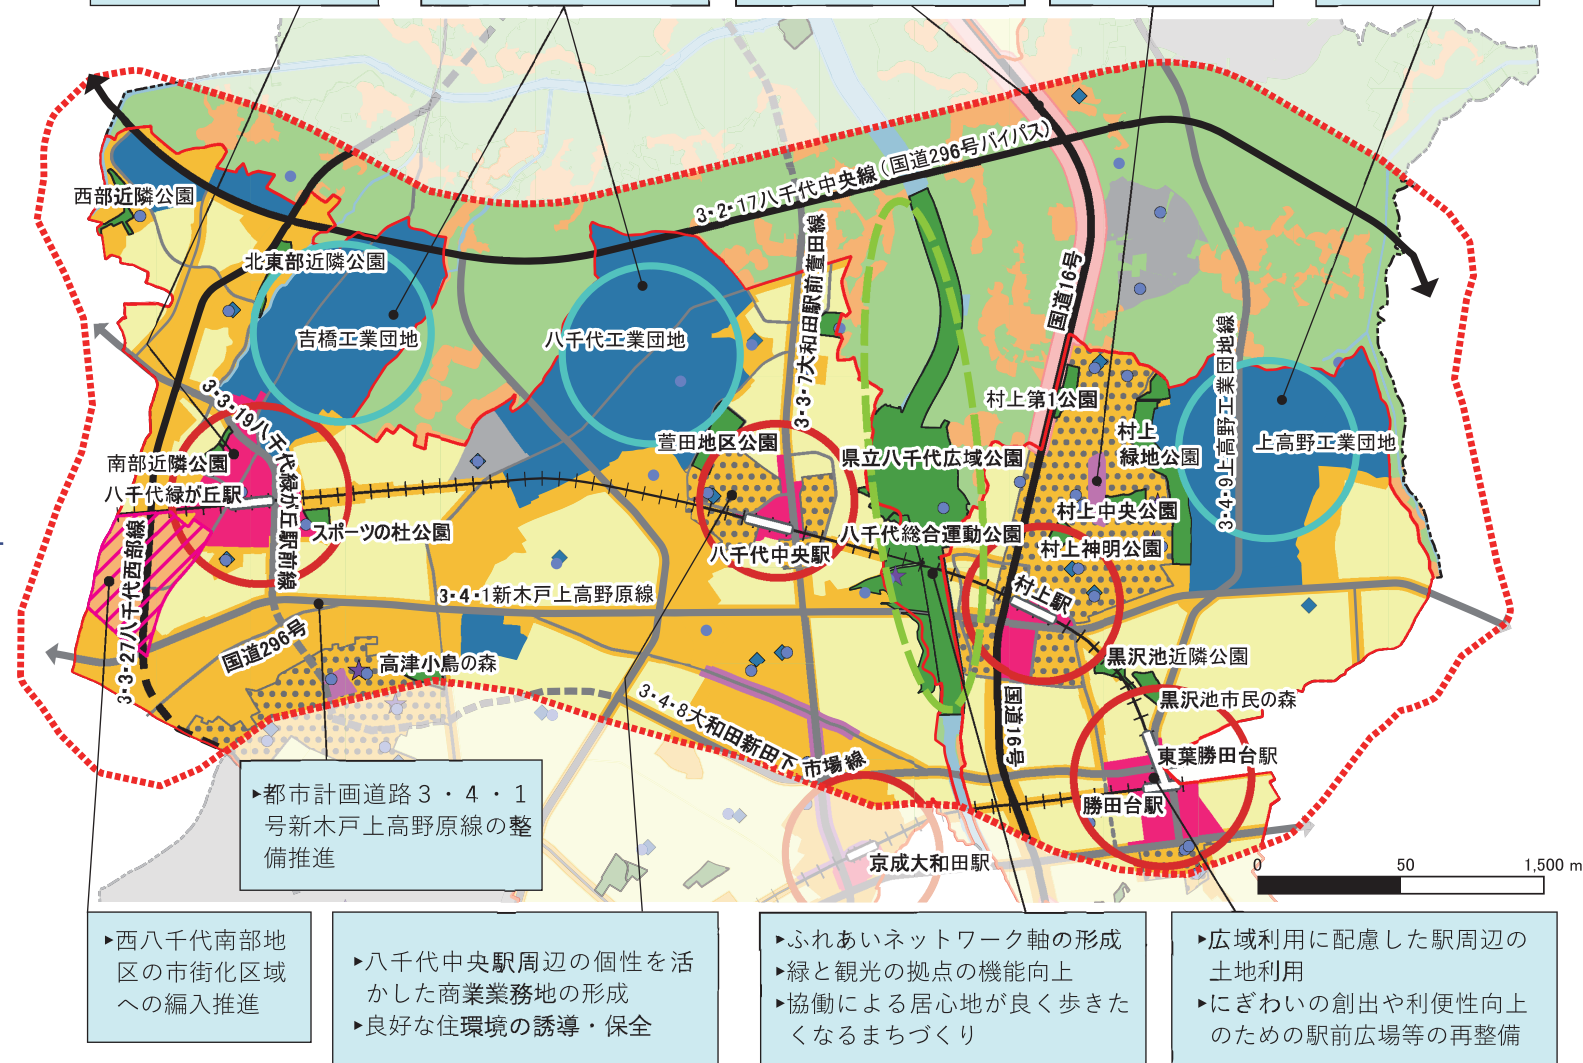 3・2・17八千代中央線（国道296号バイパス）
西部近隣公園
北東部近隣公園
吉橋工業団地
八千代工業団地
3・3・7大和田駅前萱田線
国道16号
3・4・9上高野工業団地線
上高野工業団地
村上第1公園
村上
緑地公園
3・3・19八千代緑が丘駅前線
萱田地区公園
県立八千代広域公園
南部近隣公園
八千代緑が丘駅
スポーツの杜公園
八千代中央駅
八千代総合運動公園
村上中央公園
村上神明公園
3・3・27八千代西部線
3・4・1新木戸上高野原線
村上駅
国道296号
高津小鳥の森
黒沢池近隣公園
黒沢池市民の森
3・4・8大和田新田下市場線
国道16号
東葉勝田台駅
勝田台駅
京成大和田駅
0 50 1,500 m
▸都市計画道路３・４・１
号新木戸上高野原線の整
備推進
▸西八千代南部地
区の市街化区域
への編入推進
▸八千代中央駅周辺の個性を活
かした商業業務地の形成
▸良好な住環境の誘導・保全
▸ふれあいネットワーク軸の形成
▸緑と観光の拠点の機能向上
▸協働による居心地が良く歩きた
くなるまちづくり
▸広域利用に配慮した駅周辺の
土地利用
▸にぎわいの創出や利便性向上
のための駅前広場等の再整備